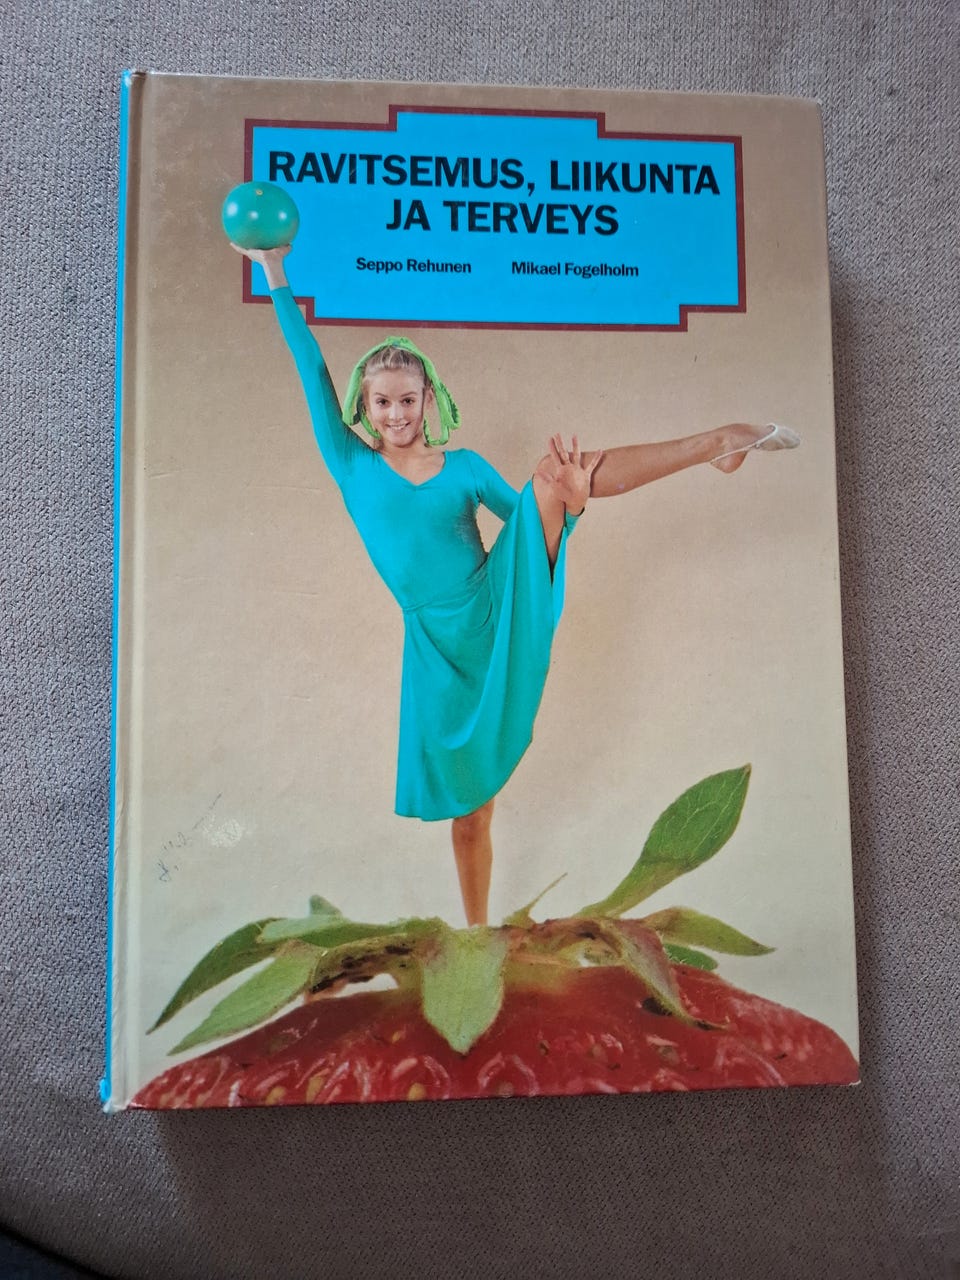 RAVITSEMUS, LIIKUNTA
JA TERVEYS
Seppo Rehunen Mikael Fogelholm